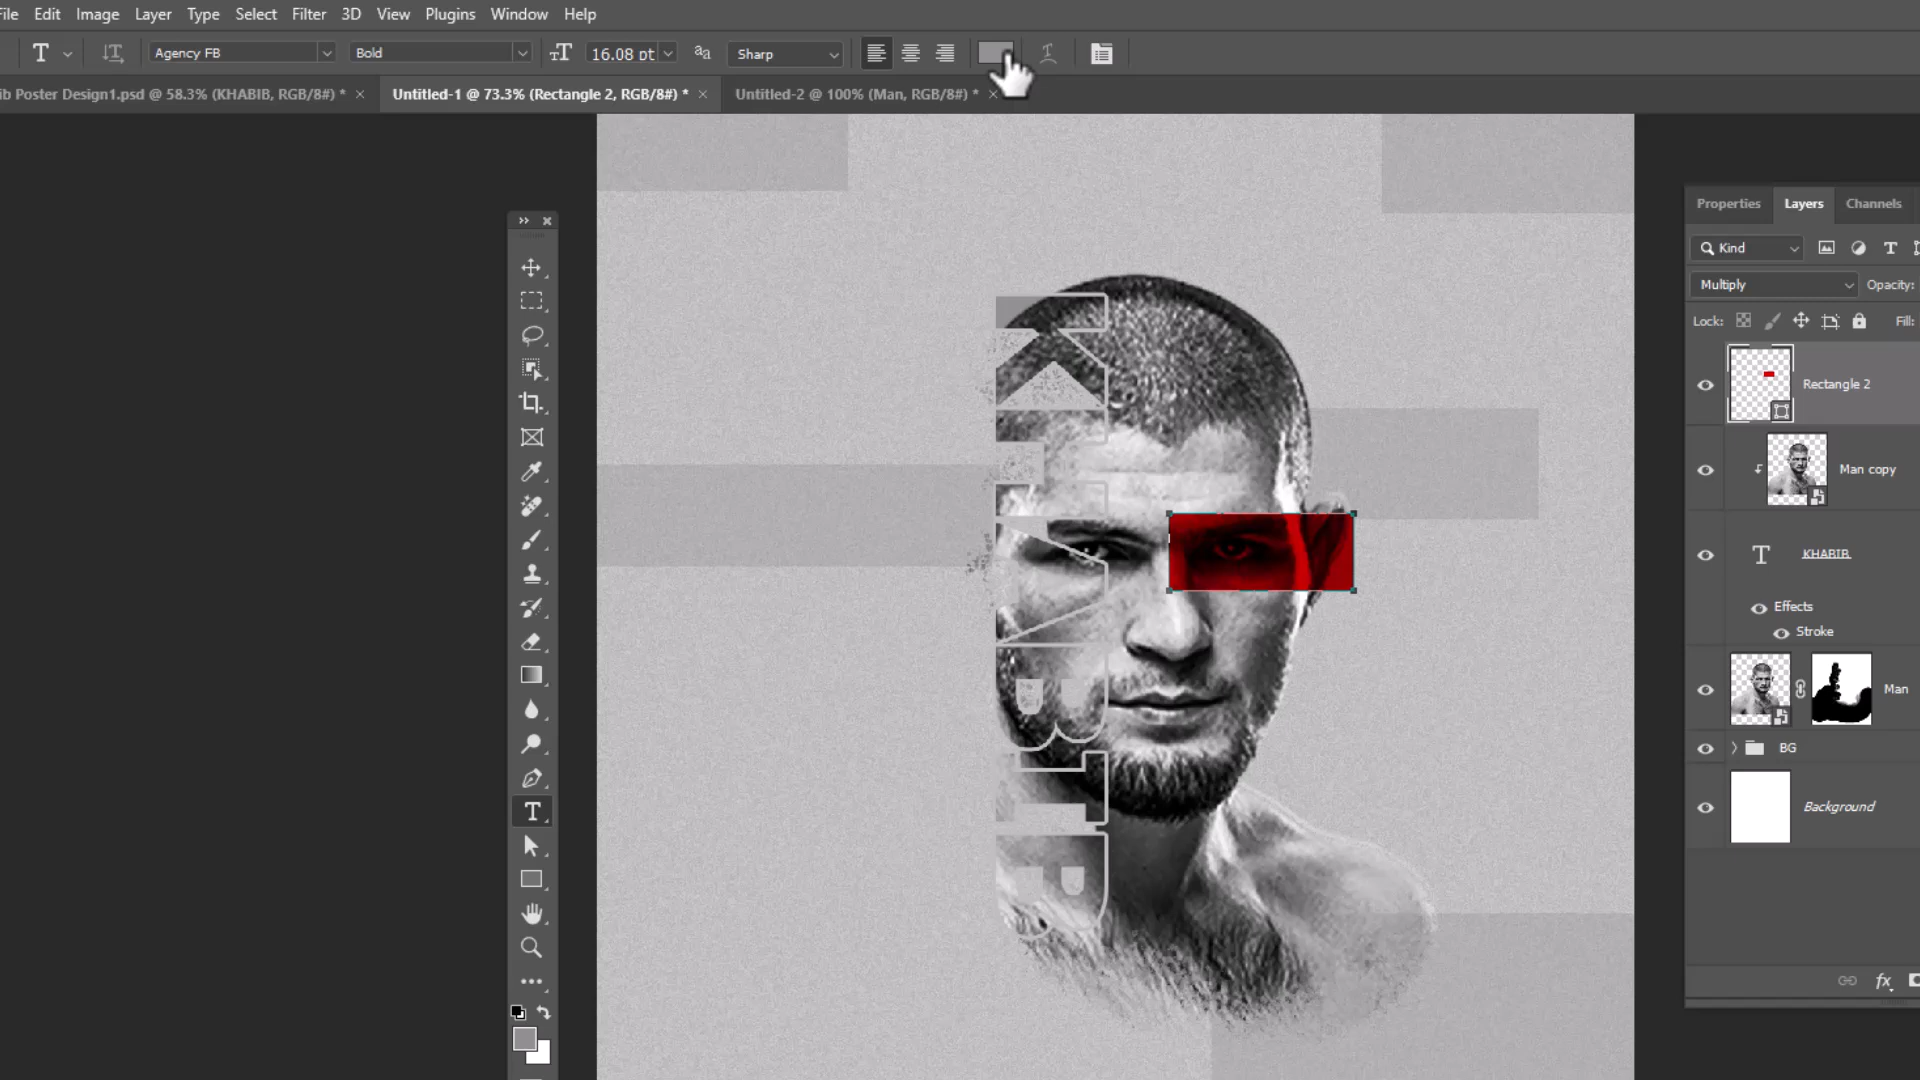 File Edit Image Layer Type Select Filter 3D View Plugins Window Help
T Agency FB Bold 16.08 pt aa Sharp
ib Poster Design1.psd @ 58.3% (KHABIB, RGB/8#) * × Untitled-1 @ 73.3% (Rectangle 2, RGB/8#) * × Untitled-2 @ 100% (Man, RGB/8#) * ×
Properties Layers Channels
Kind
Multiply Opacity:
Lock: Fill:
Rectangle 2
Man copy
KHABIB
Effects
Stroke
Man
BG
Background
fx
KHABIB